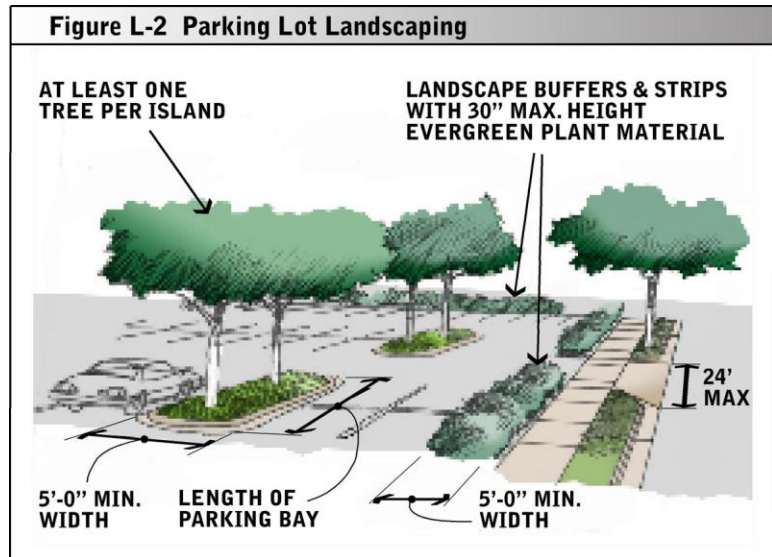 Figure L-2 Parking Lot Landscaping
AT LEAST ONE
TREE PER ISLAND
LANDSCAPE BUFFERS & STRIPS
WITH 30” MAX. HEIGHT
EVERGREEN PLANT MATERIAL
24’
MAX
5’-0” MIN.
WIDTH
LENGTH OF
PARKING BAY
5’-0” MIN.
WIDTH